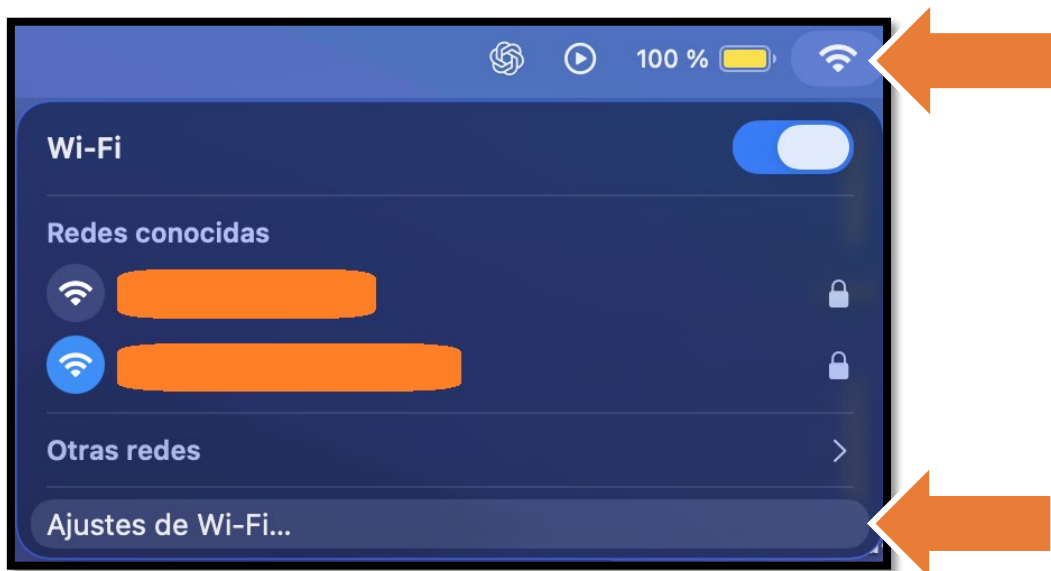 100 %
Wi-Fi
Redes conocidas
Otras redes
Ajustes de Wi-Fi...